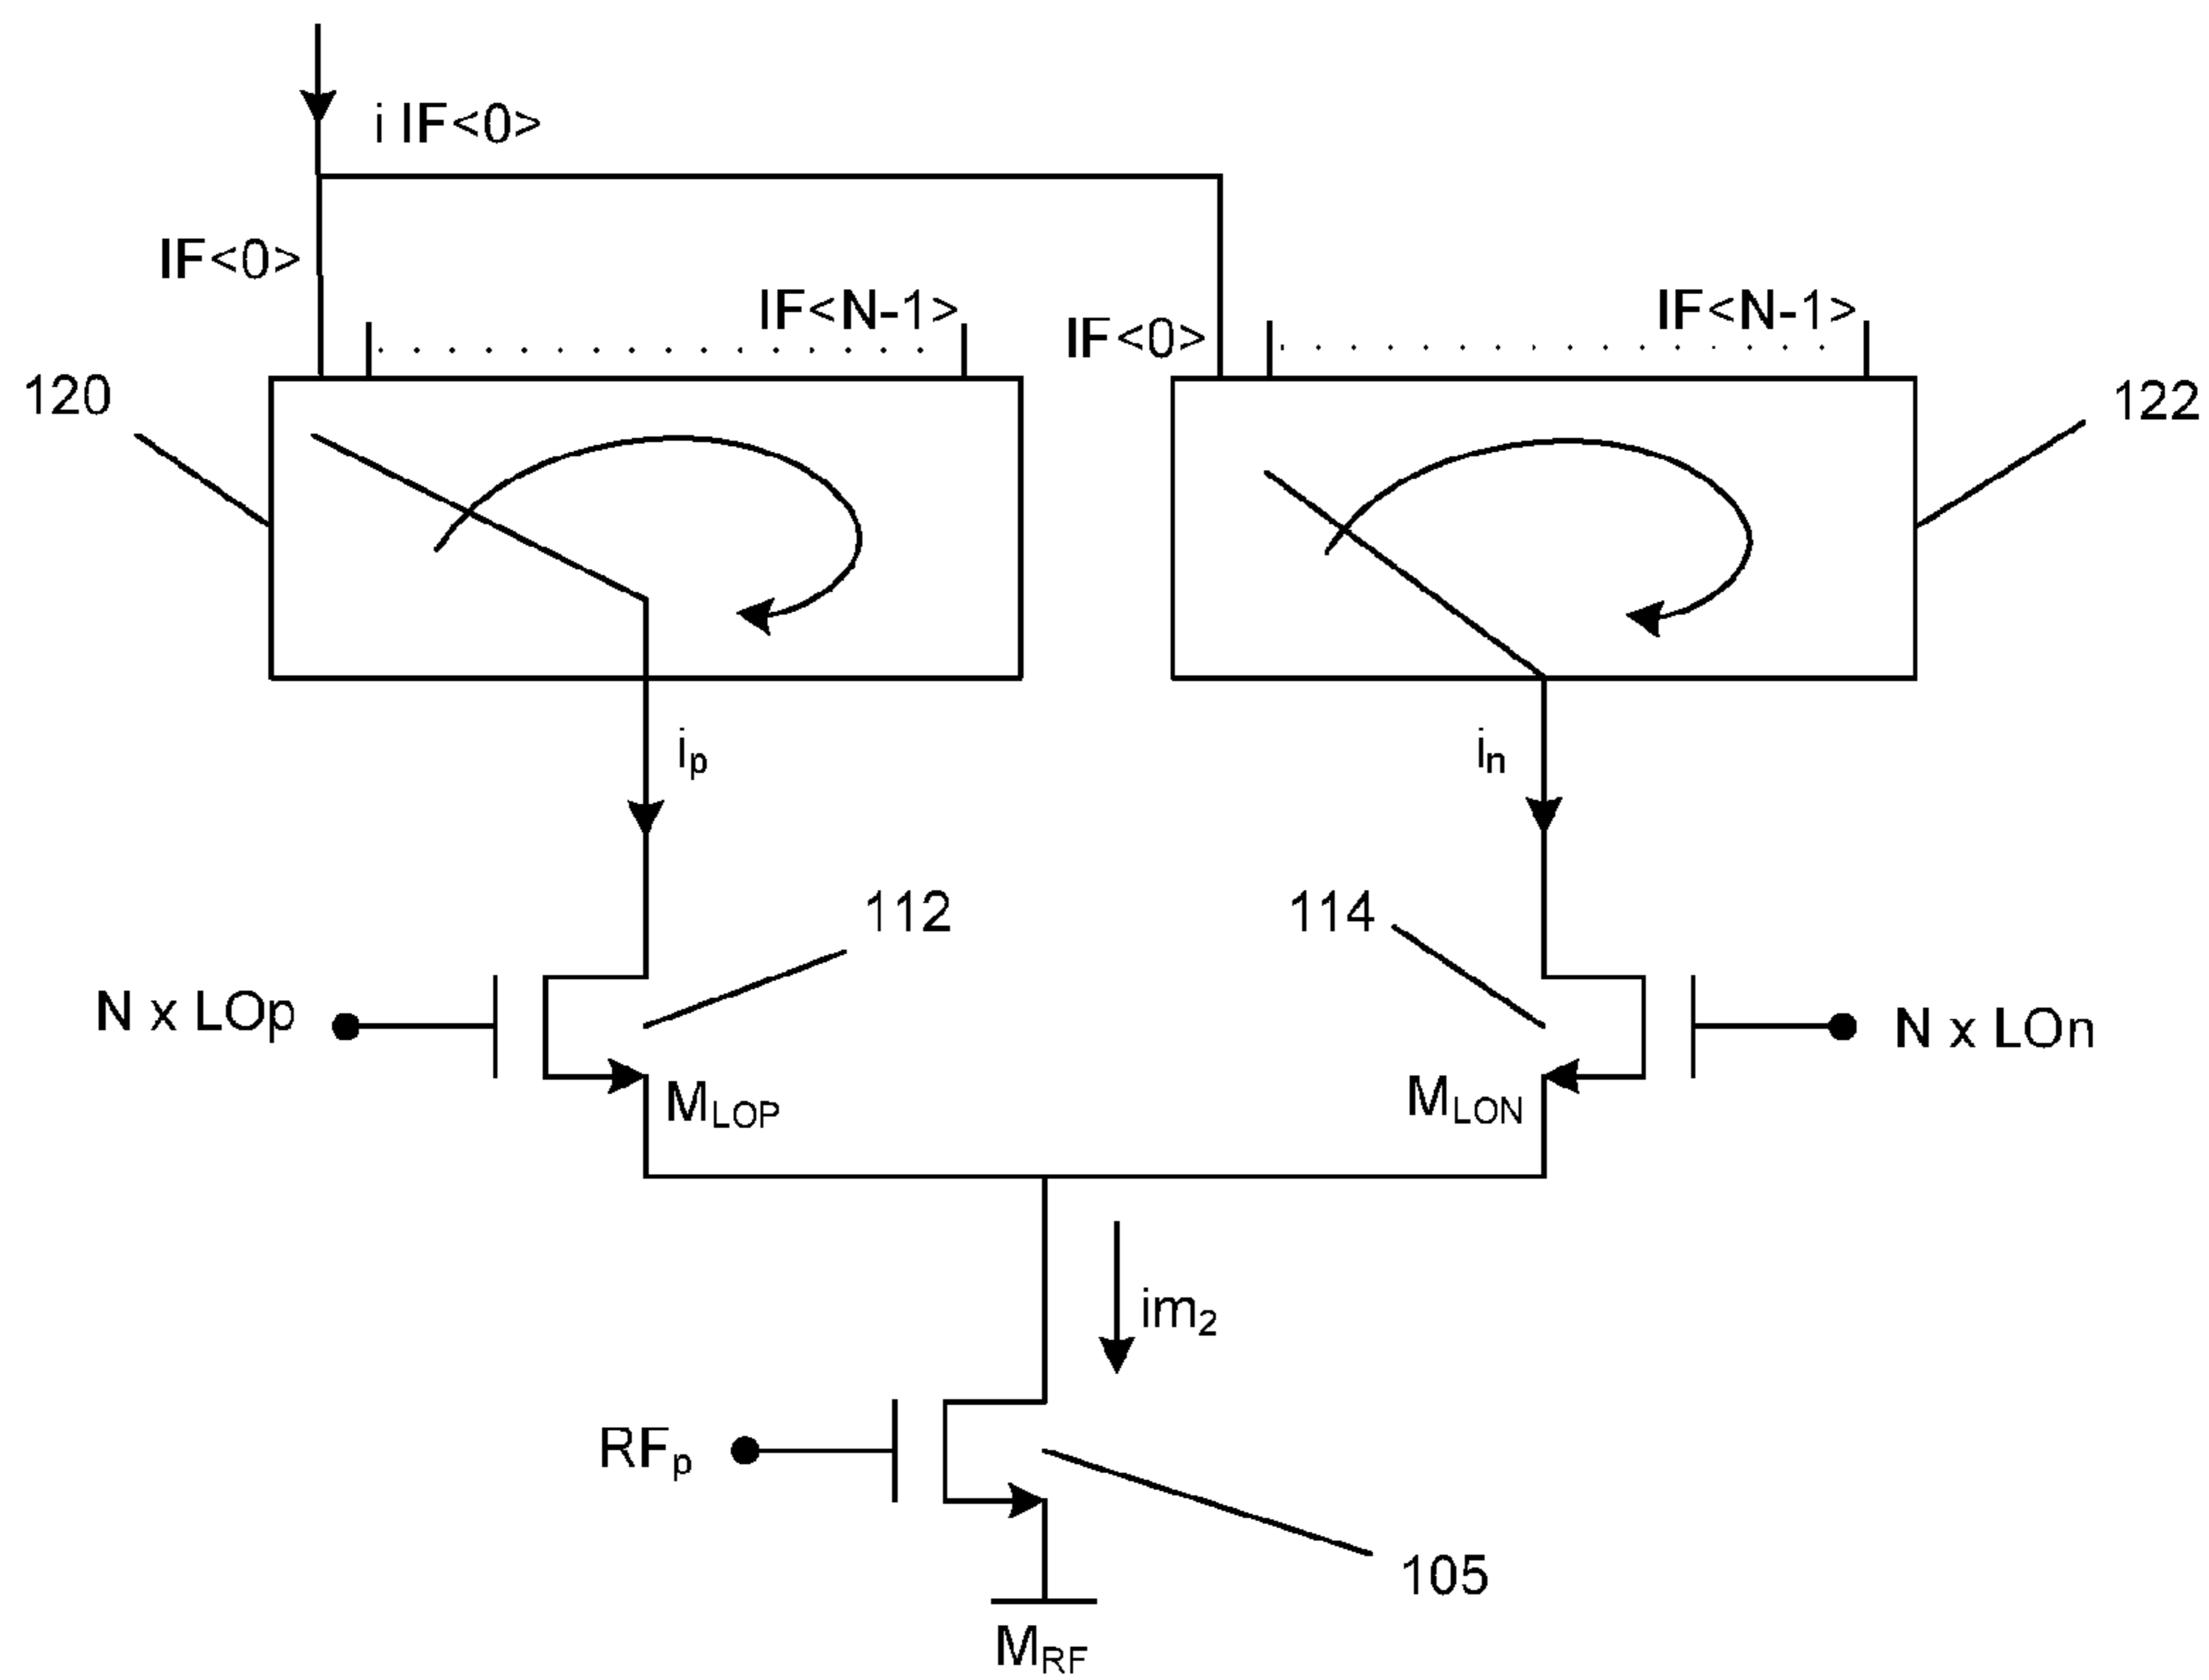 i IF<0>
IF<0>
IF<N-1>
IF<0>
IF<N-1>
120
122
ip
in
112
114
N x LOp
N x LOn
MLOP
MLON
im2
RFp
105
MRF